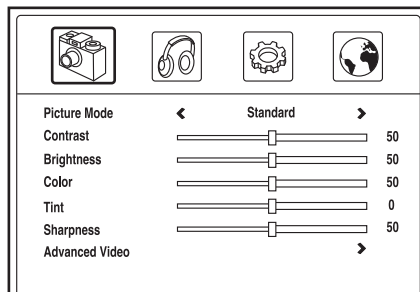 Picture Mode Standard
Contrast 50
Brightness 50
Color 50
Tint 0
Sharpness 50
Advanced Video